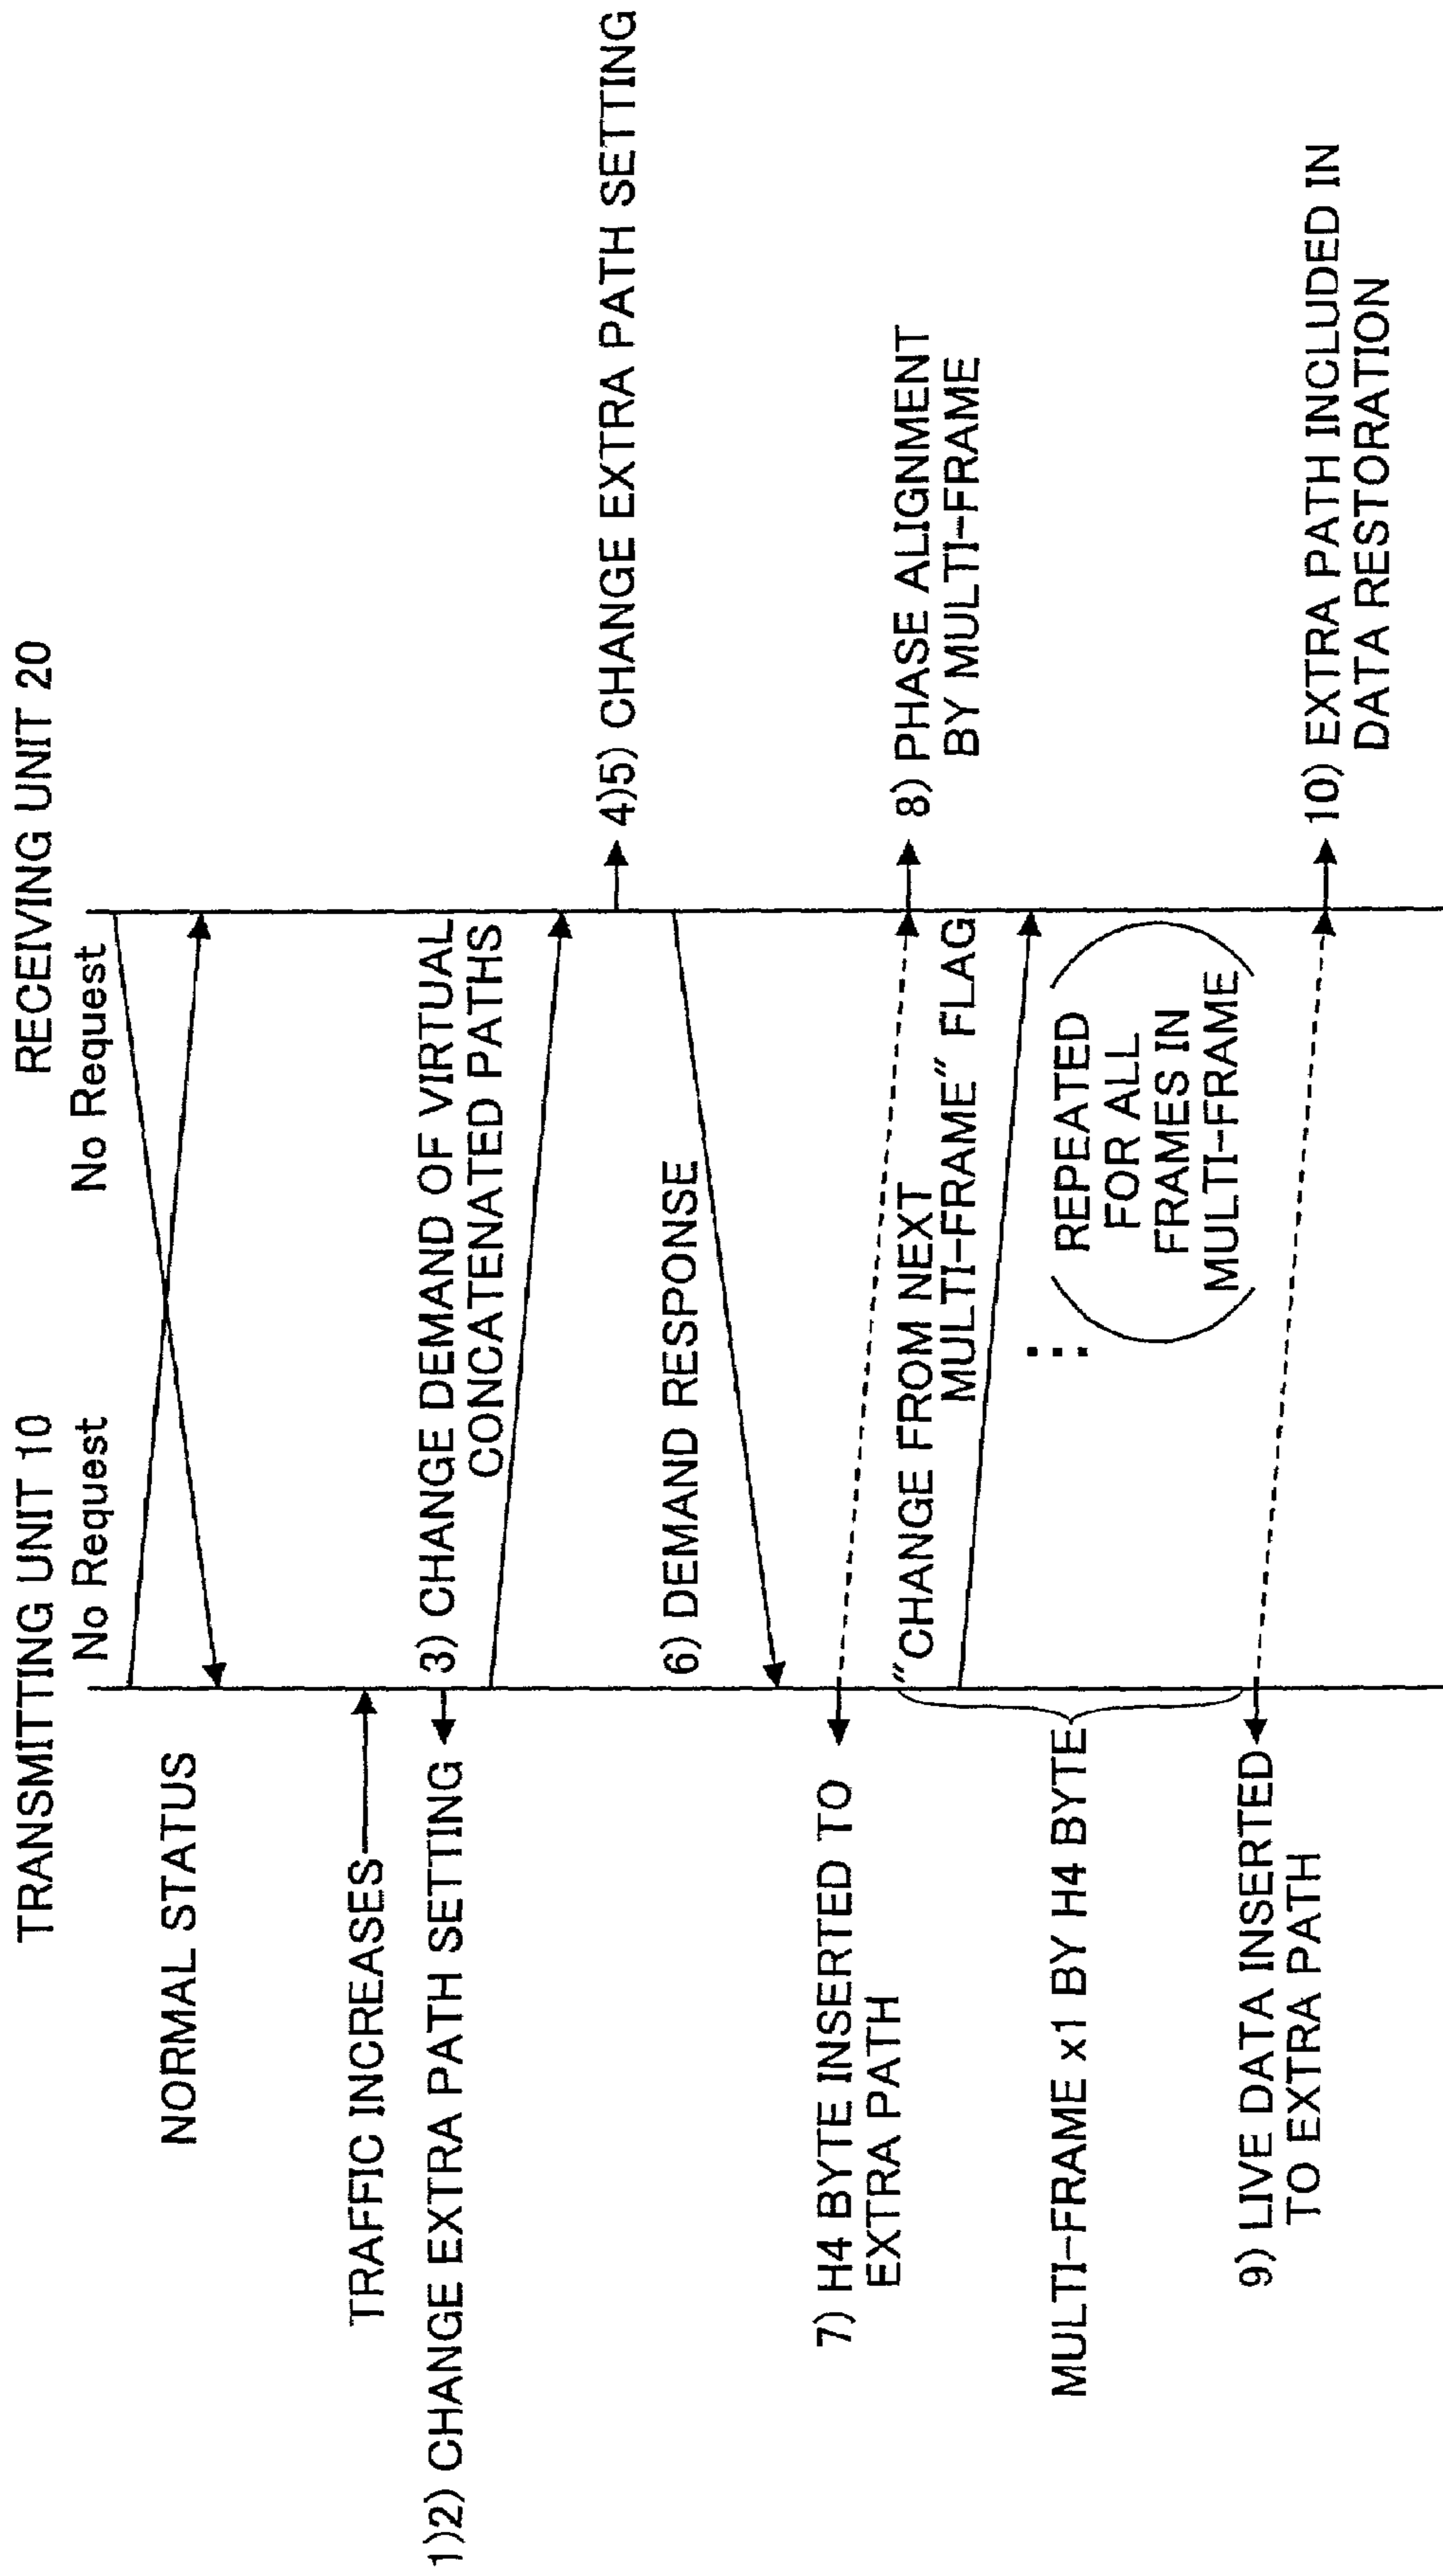 TRANSMITTING UNIT 10
RECEIVING UNIT 20
No Request
No Request
NORMAL STATUS
TRAFFIC INCREASES
1)2) CHANGE EXTRA PATH SETTING
3) CHANGE DEMAND OF VIRTUAL
CONCATENATED PATHS
4)5) CHANGE EXTRA PATH SETTING
6) DEMAND RESPONSE
7) H4 BYTE INSERTED TO
EXTRA PATH
8) PHASE ALIGNMENT
BY MULTI-FRAME
"CHANGE FROM NEXT
MULTI-FRAME" FLAG
MULTI-FRAME x1 BY H4 BYTE
REPEATED
FOR ALL
FRAMES IN
MULTI-FRAME
9) LIVE DATA INSERTED
TO EXTRA PATH
10) EXTRA PATH INCLUDED IN
DATA RESTORATION